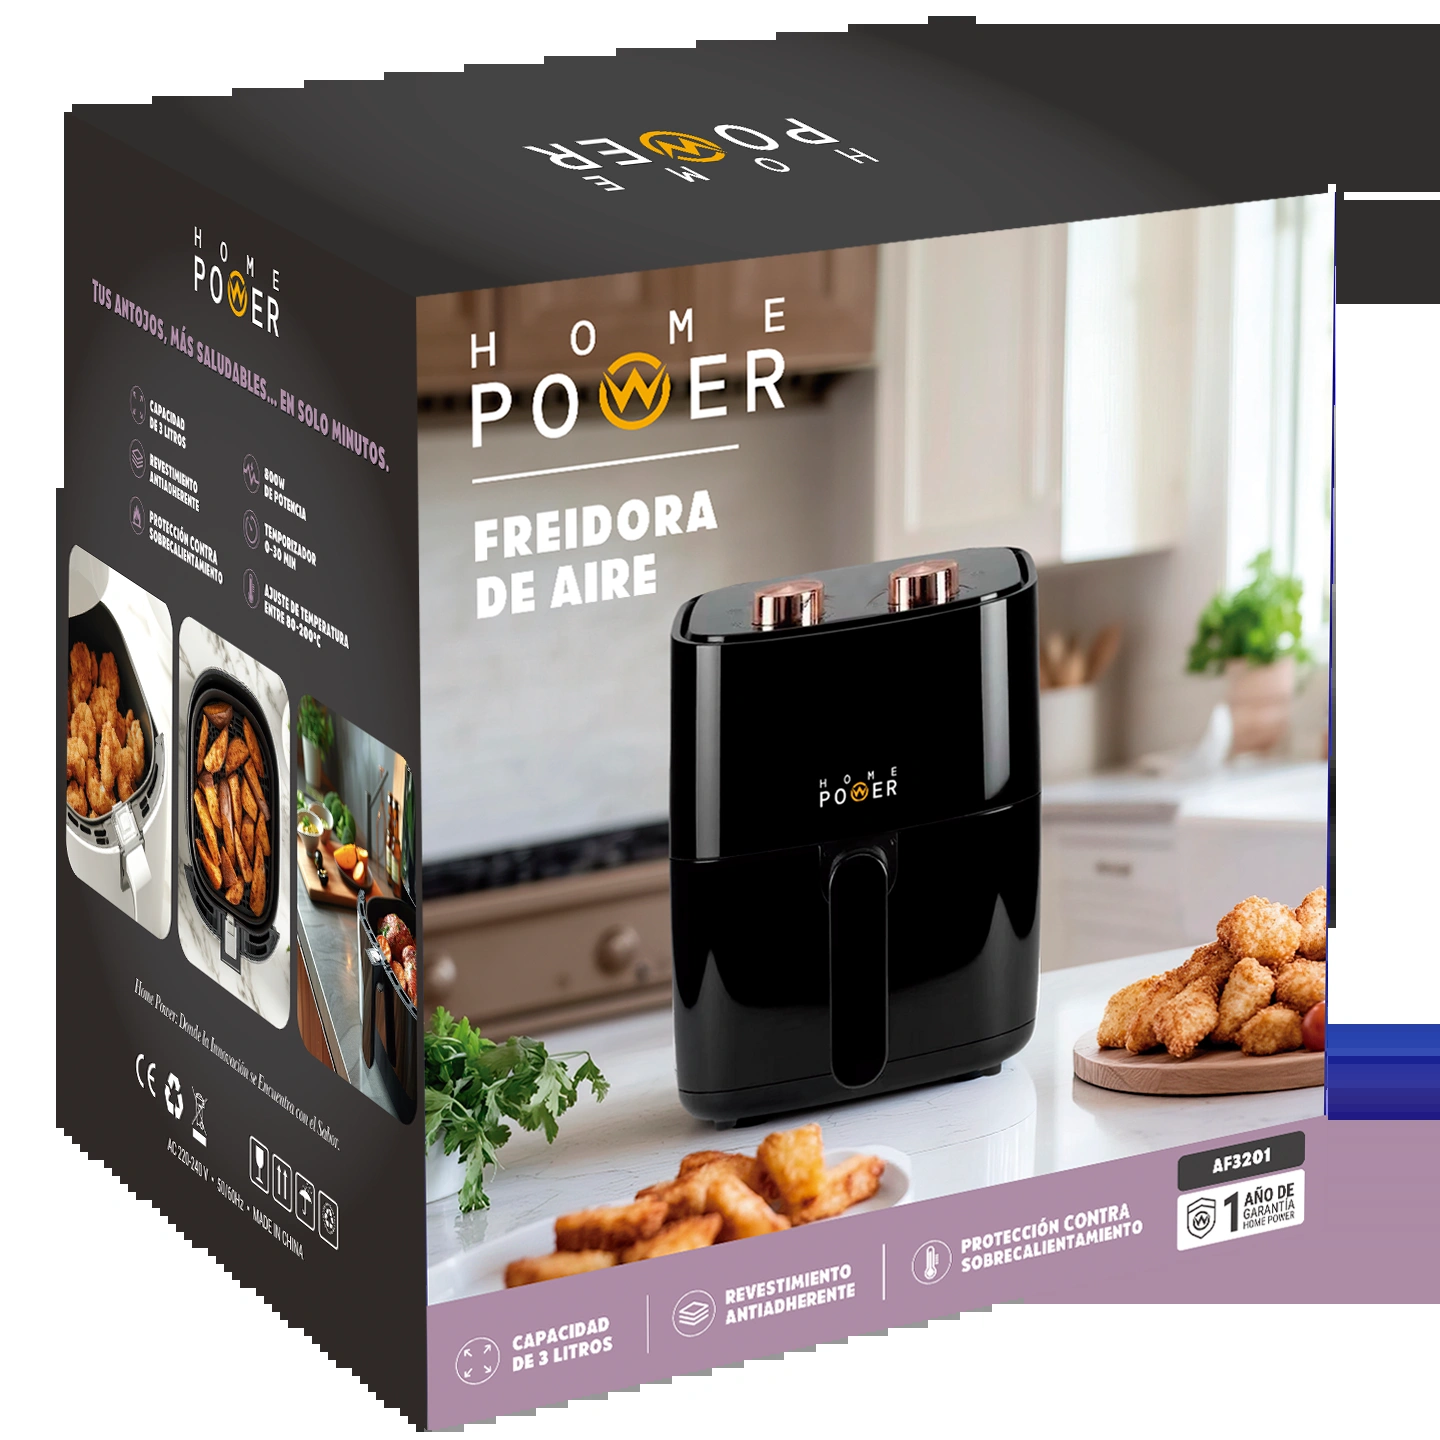 HOME
POWER
HOME
POWER
TUS ANTOJOS, MÁS SALUDABLES... EN SOLO MINUTOS.
CAPACIDAD
DE 3 LITROS
REVESTIMIENTO
ANTIADHERENTE
PROTECCIÓN CONTRA
SOBRECALIENTAMIENTO
800W
DE POTENCIA
TEMPORIZADOR
0-30 MIN
AJUSTE DE TEMPERATURA
ENTRE 80-200°C
Home Power: Donde la Innovación se Encuentra con el Sabor.
CE
AC 220-240 V • 50/60Hz • MADE IN CHINA
HOME
POWER
FREIDORA
DE AIRE
HOME
POWER
CAPACIDAD
DE 3 LITROS
REVESTIMIENTO
ANTIADHERENTE
PROTECCIÓN CONTRA
SOBRECALIENTAMIENTO
AF3201
1 AÑO DE
GARANTÍA
HOME POWER